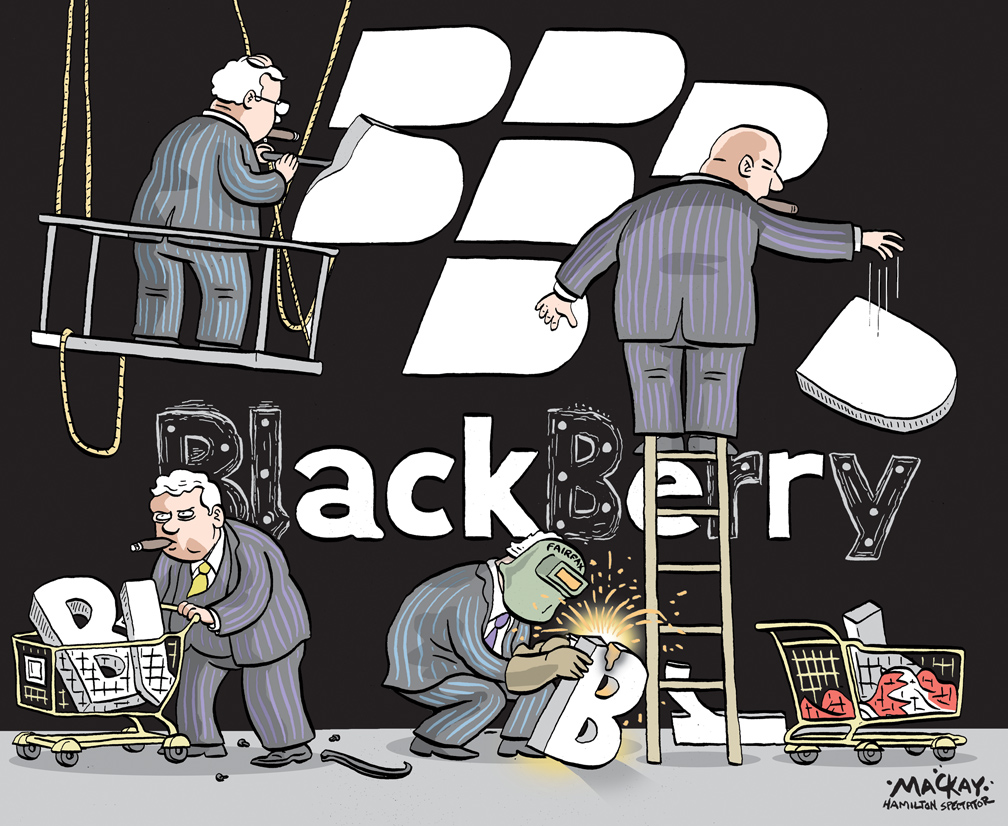 BlackBerry
FAIRFAX
B l
B
MACKAY
HAMILTON SPECTATOR